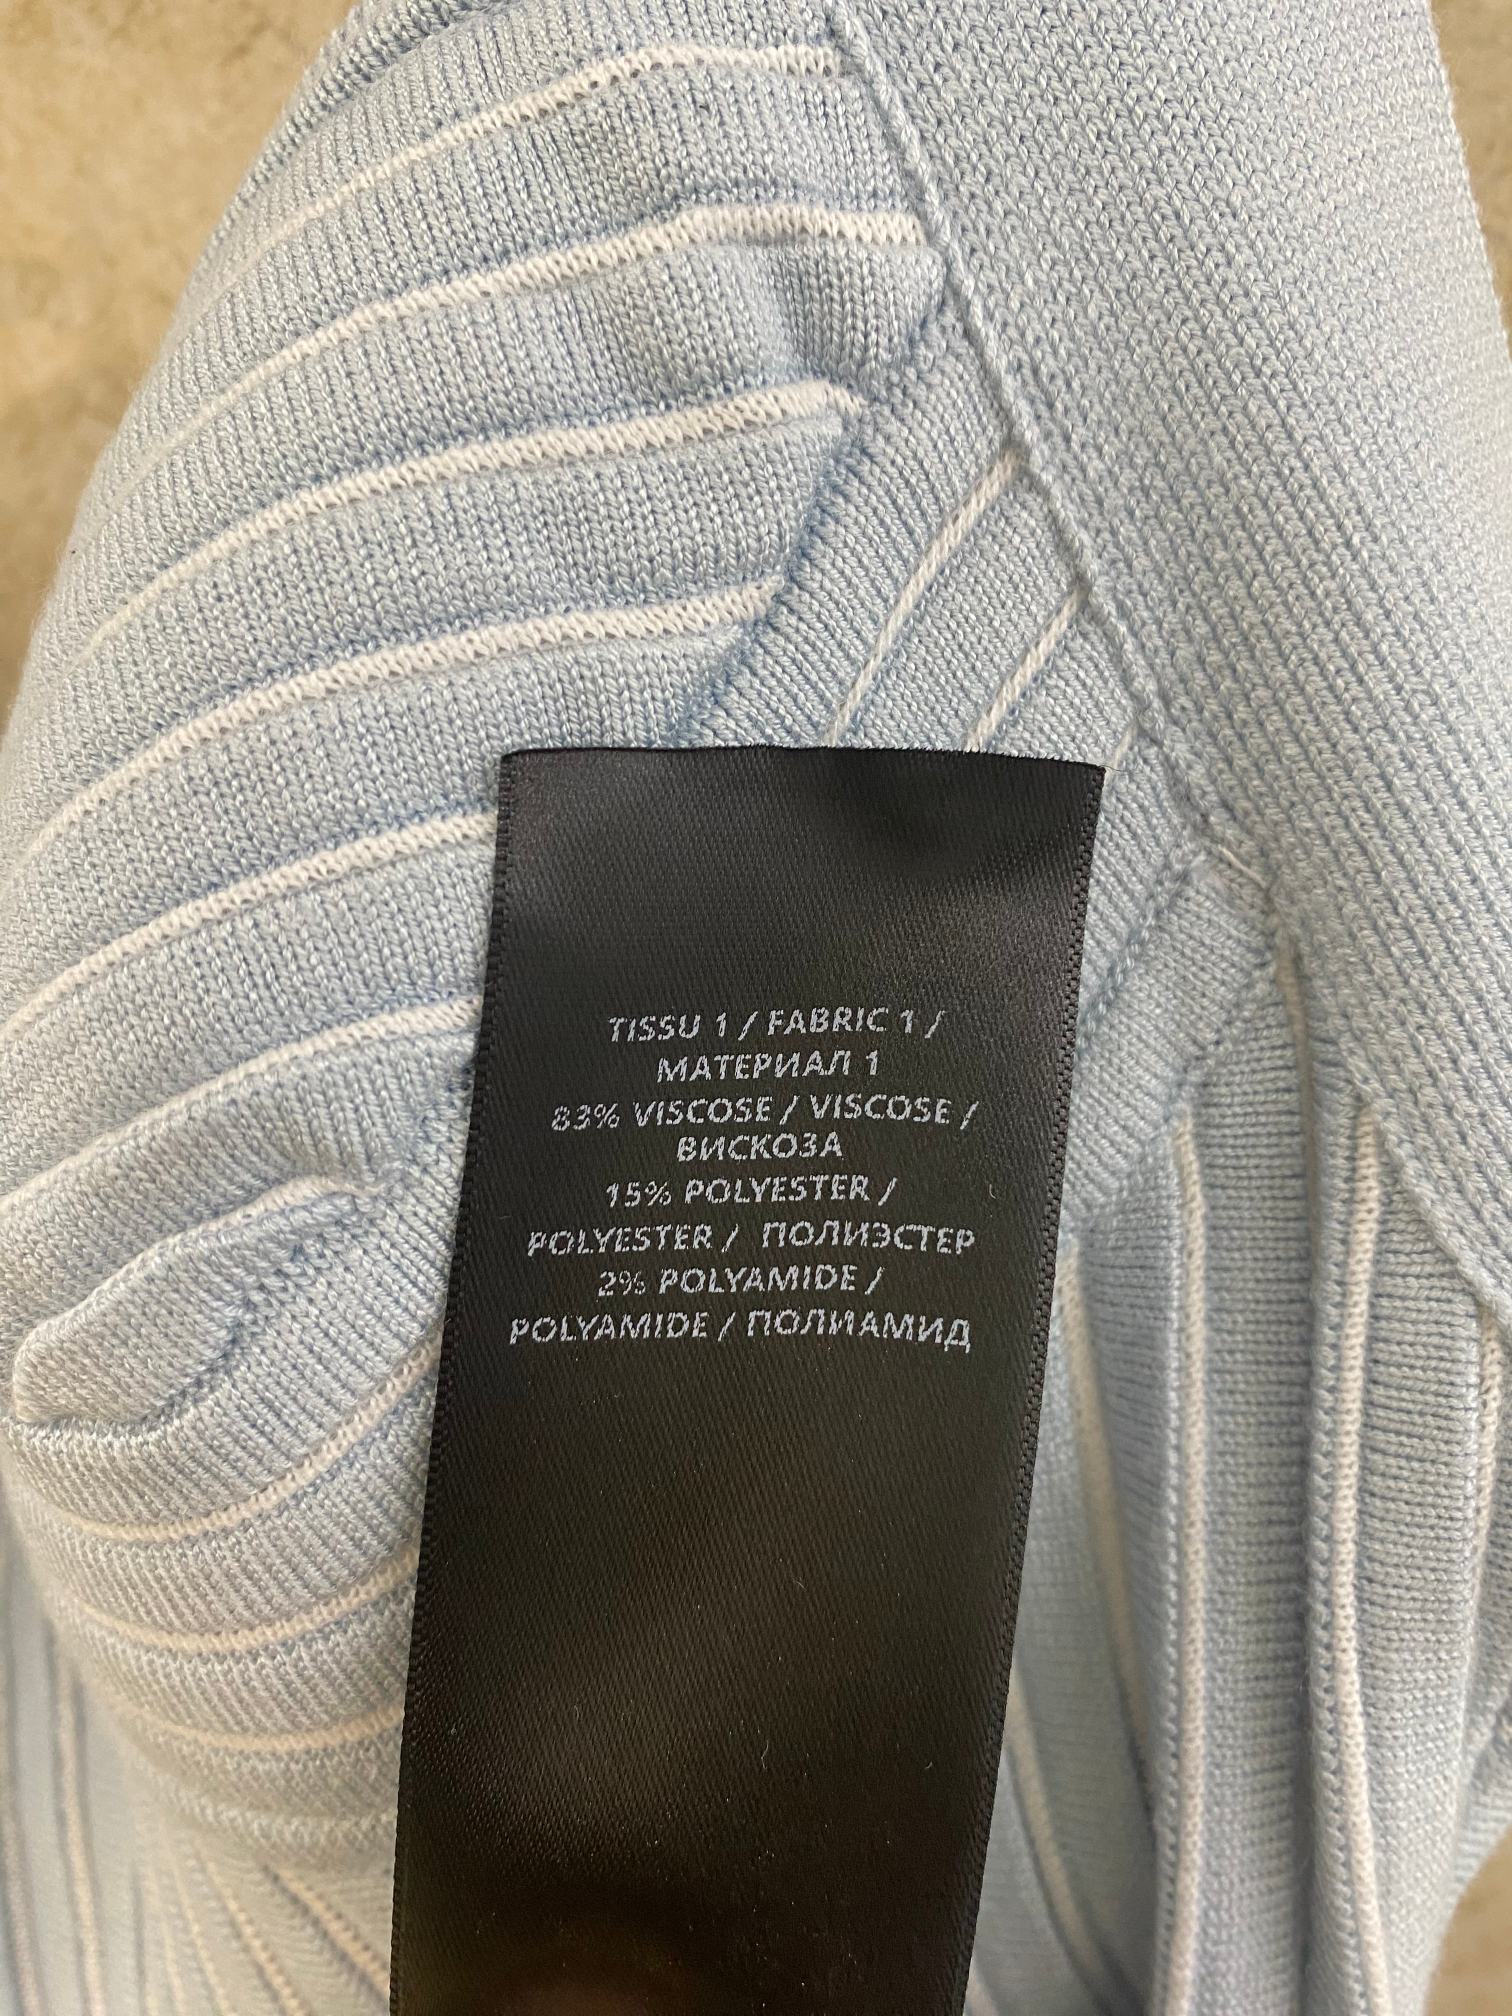 TISSU 1 / FABRIC 1 /
МАТЕРИАЛ 1
83% VISCOSE / VISCOSE /
ВИСКОЗА
15% POLYESTER /
POLYESTER / ПОЛИЭСТЕР
2% POLYAMIDE /
POLYAMIDE / ПОЛИАМИД